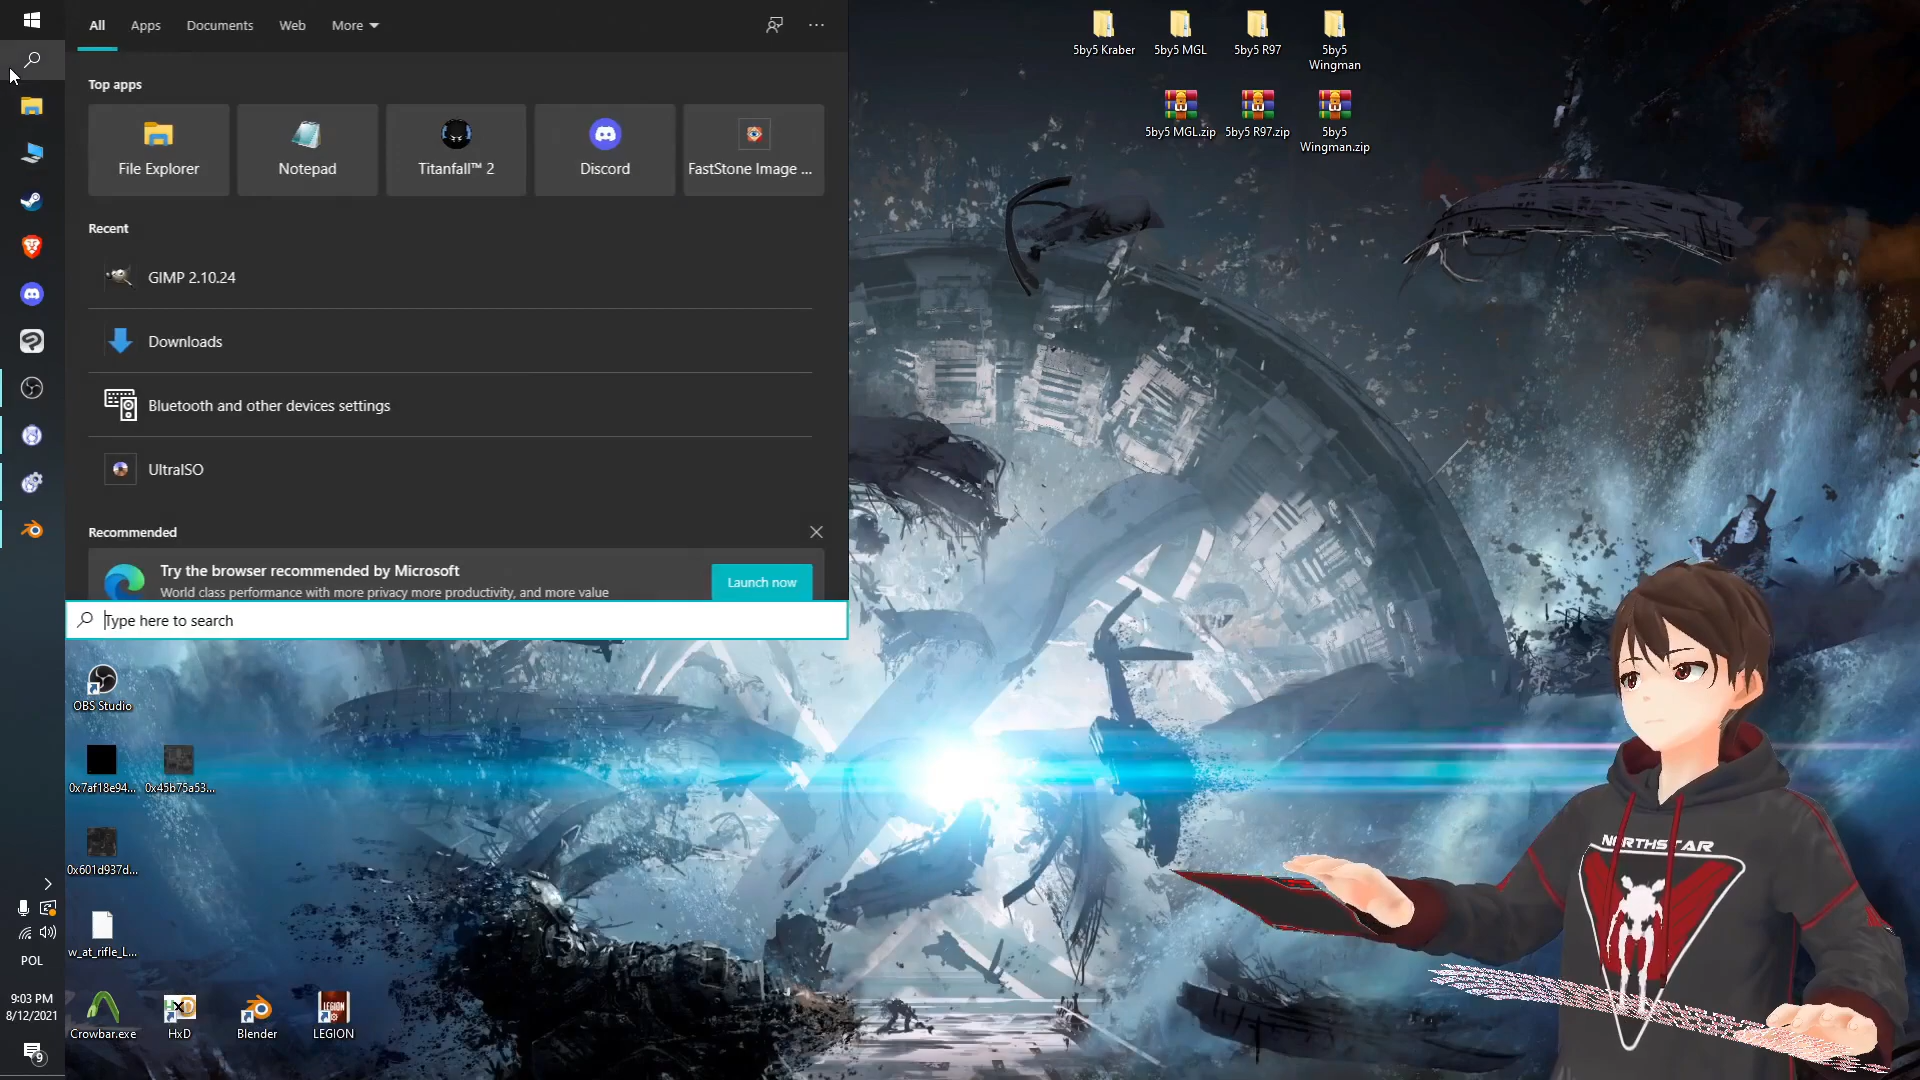 All
Apps
Documents
Web
More
Top apps
File Explorer
Notepad
Titanfall™ 2
Discord
FastStone Image ...
Recent
GIMP 2.10.24
Downloads
Bluetooth and other devices settings
UltraISO
Recommended
Try the browser recommended by Microsoft
World class performance with more privacy more productivity, and more value
Launch now
Type here to search
5by5 Kraber
5by5 MGL
5by5 R97
5by5
Wingman
5by5 MGL.zip
5by5 R97.zip
5by5
Wingman.zip
OBS Studio
0x7af18e94...
0x45b75a53...
0x601d937d...
w_at_rifle_L...
Crowbar.exe
HxD
Blender
LEGION
LEGION
POL
9:03 PM
8/12/2021
9
NORTHSTAR